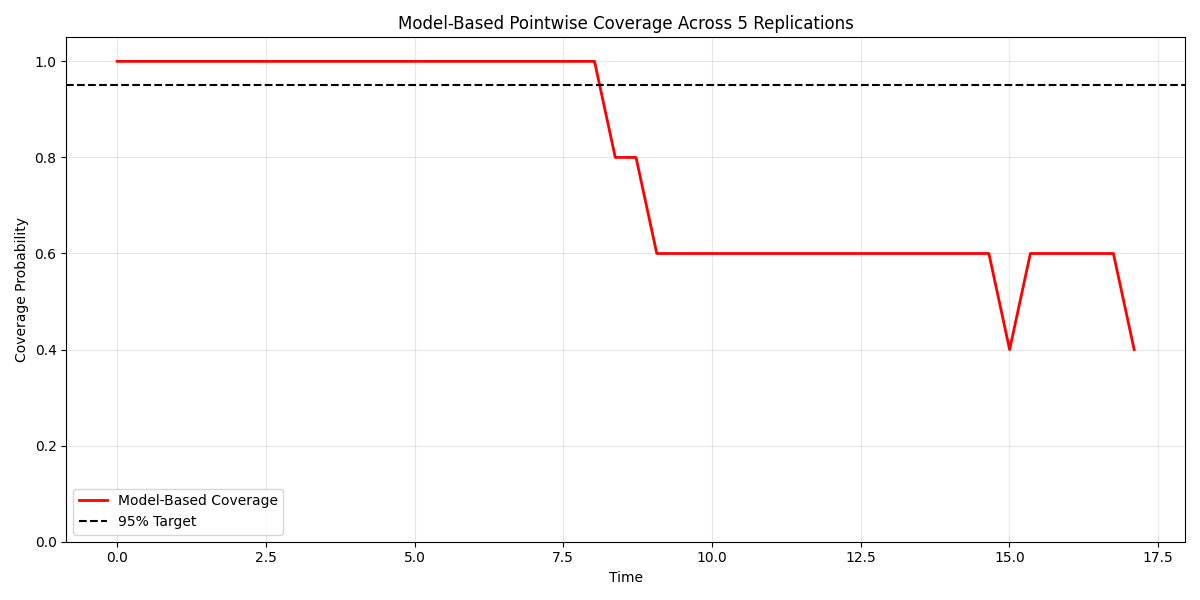 Model-Based Pointwise Coverage Across 5 Replications
Coverage Probability
1.0
0.8
0.6
0.4
0.2
0.0
Model-Based Coverage
95% Target
0.0 2.5 5.0 7.5 10.0 12.5 15.0 17.5
Time